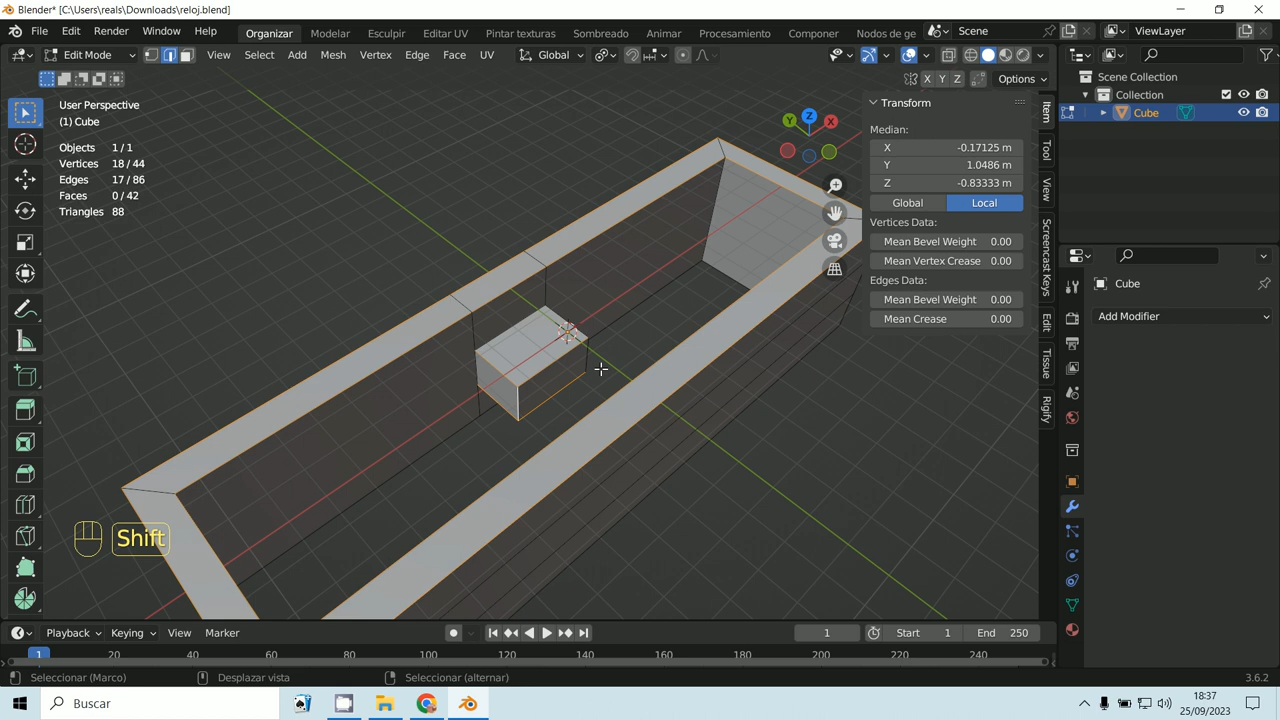 Blender* [C:\Users\reals\Downloads\reloj.blend]
File Edit Render Window Help Organizar Modelar Esculpir Editar UV Pintar texturas Sombreado Animar Procesamiento Componer Nodos de ge Scene ViewLayer
Edit Mode View Select Add Mesh Vertex Edge Face UV Global
X Y Z Options
User Perspective
(1) Cube
Objects 1/1
Vertices 18/44
Edges 17/86
Faces 0/42
Triangles 88
Z
Y
X
Transform
Median:
X -0.17125 m
Y 1.0486 m
Z -0.83333 m
Global Local
Vertices Data:
Mean Bevel Weight 0.00
Mean Vertex Crease 0.00
Edges Data:
Mean Bevel Weight 0.00
Mean Crease 0.00
Item
Tool
View
Screencast Keys
Edit
Tissue
Rigify
Scene Collection
Collection
Cube
Cube
Add Modifier
Shift
Playback Keying View Marker 1 Start 1 End 250
1 20 40 60 80 100 120 140 160 180 200 220 240
Seleccionar (Marco) Desplazar vista Seleccionar (alternar) 3.6.2
Buscar
18:37
25/09/2023